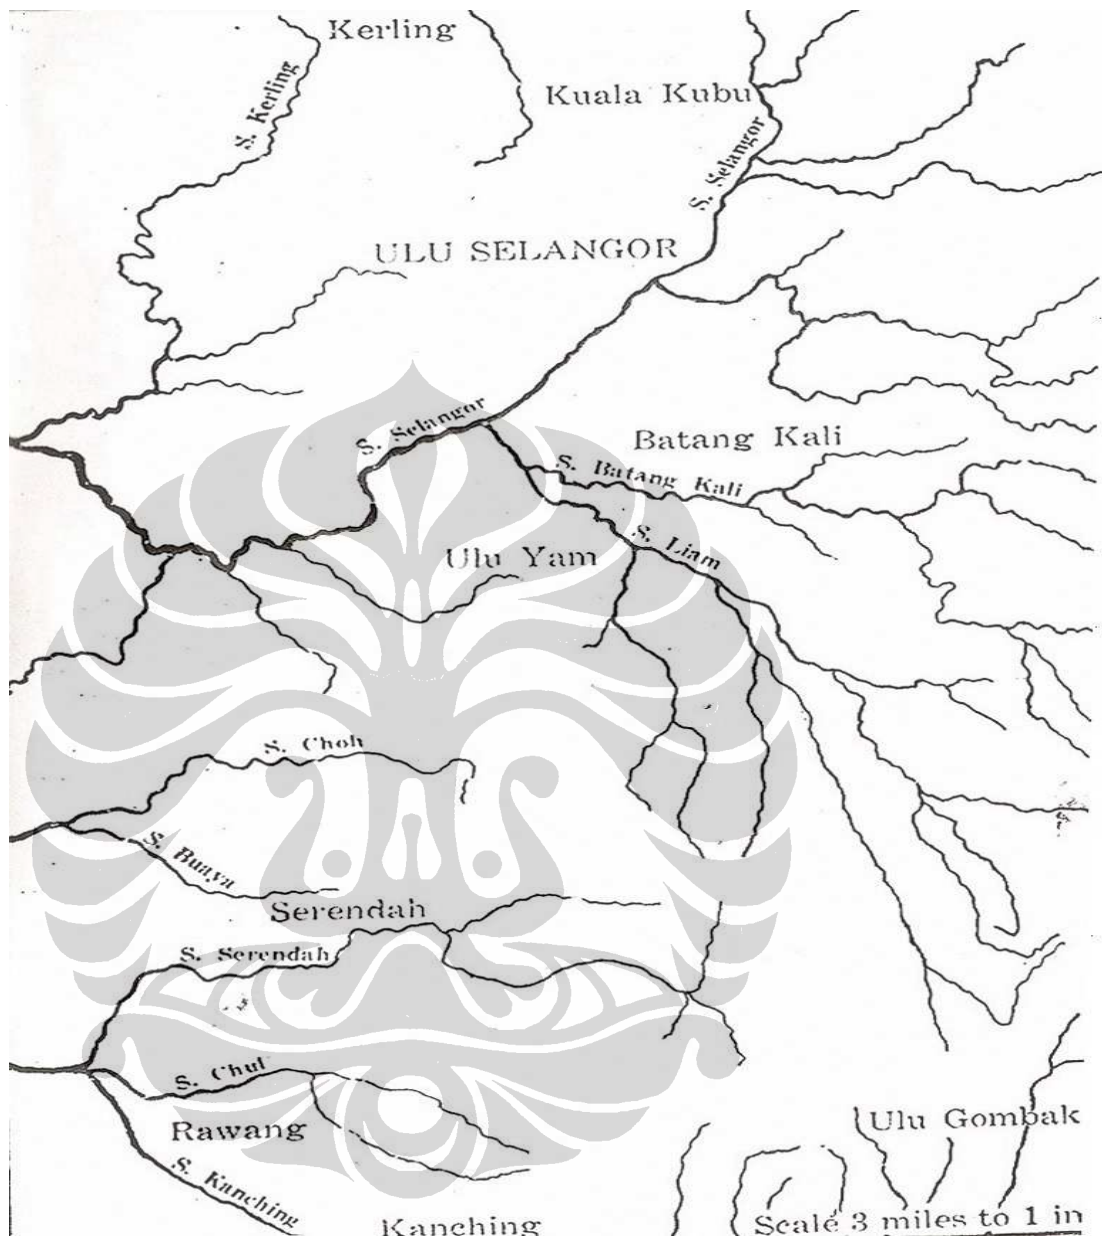 Kerling
S. Kerling
Kuala Kubu
S. Selangor
ULU SELANGOR
S. Selangor
Batang Kali
S. Batang Kali
S. Liam
Ulu Yam
S. Choh
S. Buaya
Serendah
S. Serendah
S. Chul
Rawang
S. Kanching
Kanching
Ulu Gombak
Scale 3 miles to 1 in